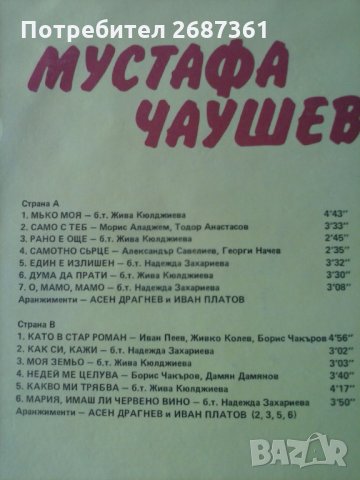 Потребител 2687361
МУСТАФА
ЧАУШЕВ
Страна А
1. МЪКО МОЯ — б.т. Жива Кюлджиева 4'43''
2. САМО С ТЕБ — Морис Аладжем, Тодор Анастасов 3'33''
3. РАНО Е ОЩЕ — б.т. Жива Кюлджиева 2'45''
4. САМОТНО СЪРЦЕ — Александър Савелиев, Георги Начев 2'35''
5. ЕДИН Е ИЗЛИШЕН — б.т. Надежда Захариева 3'32''
6. ДУМА ДА ПРАТИ — б.т. Жива Кюлджиева 3'30''
7. О, МАМО, МАМО — б.т. Надежда Захариева 3'08''
Аранжименти — АСЕН ДРАГНЕВ и ИВАН ПЛАТОВ
Страна В
1. КАТО В СТАР РОМАН — Иван Пеев, Живко Колев, Борис Чакъров 4'56''
2. КАК СИ, КАЖИ — б.т. Надежда Захариева 3'02''
3. МОЯ ЗЕМЬО — б.т. Жива Кюлджиева 3'03''
4. НЕДЕЙ МЕ ЦЕЛУВА — Борис Чакъров, Дамян Дамянов 3'40''
5. КАКВО МИ ТРЯБВА — б.т. Жива Кюлджиева 4'17''
6. МАРИЯ, ИМАШ ЛИ ЧЕРВЕНО ВИНО — б.т. Надежда Захариева 3'50''
Аранжименти — АСЕН ДРАГНЕВ и ИВАН ПЛАТОВ (2, 3, 5, 6)
bazar